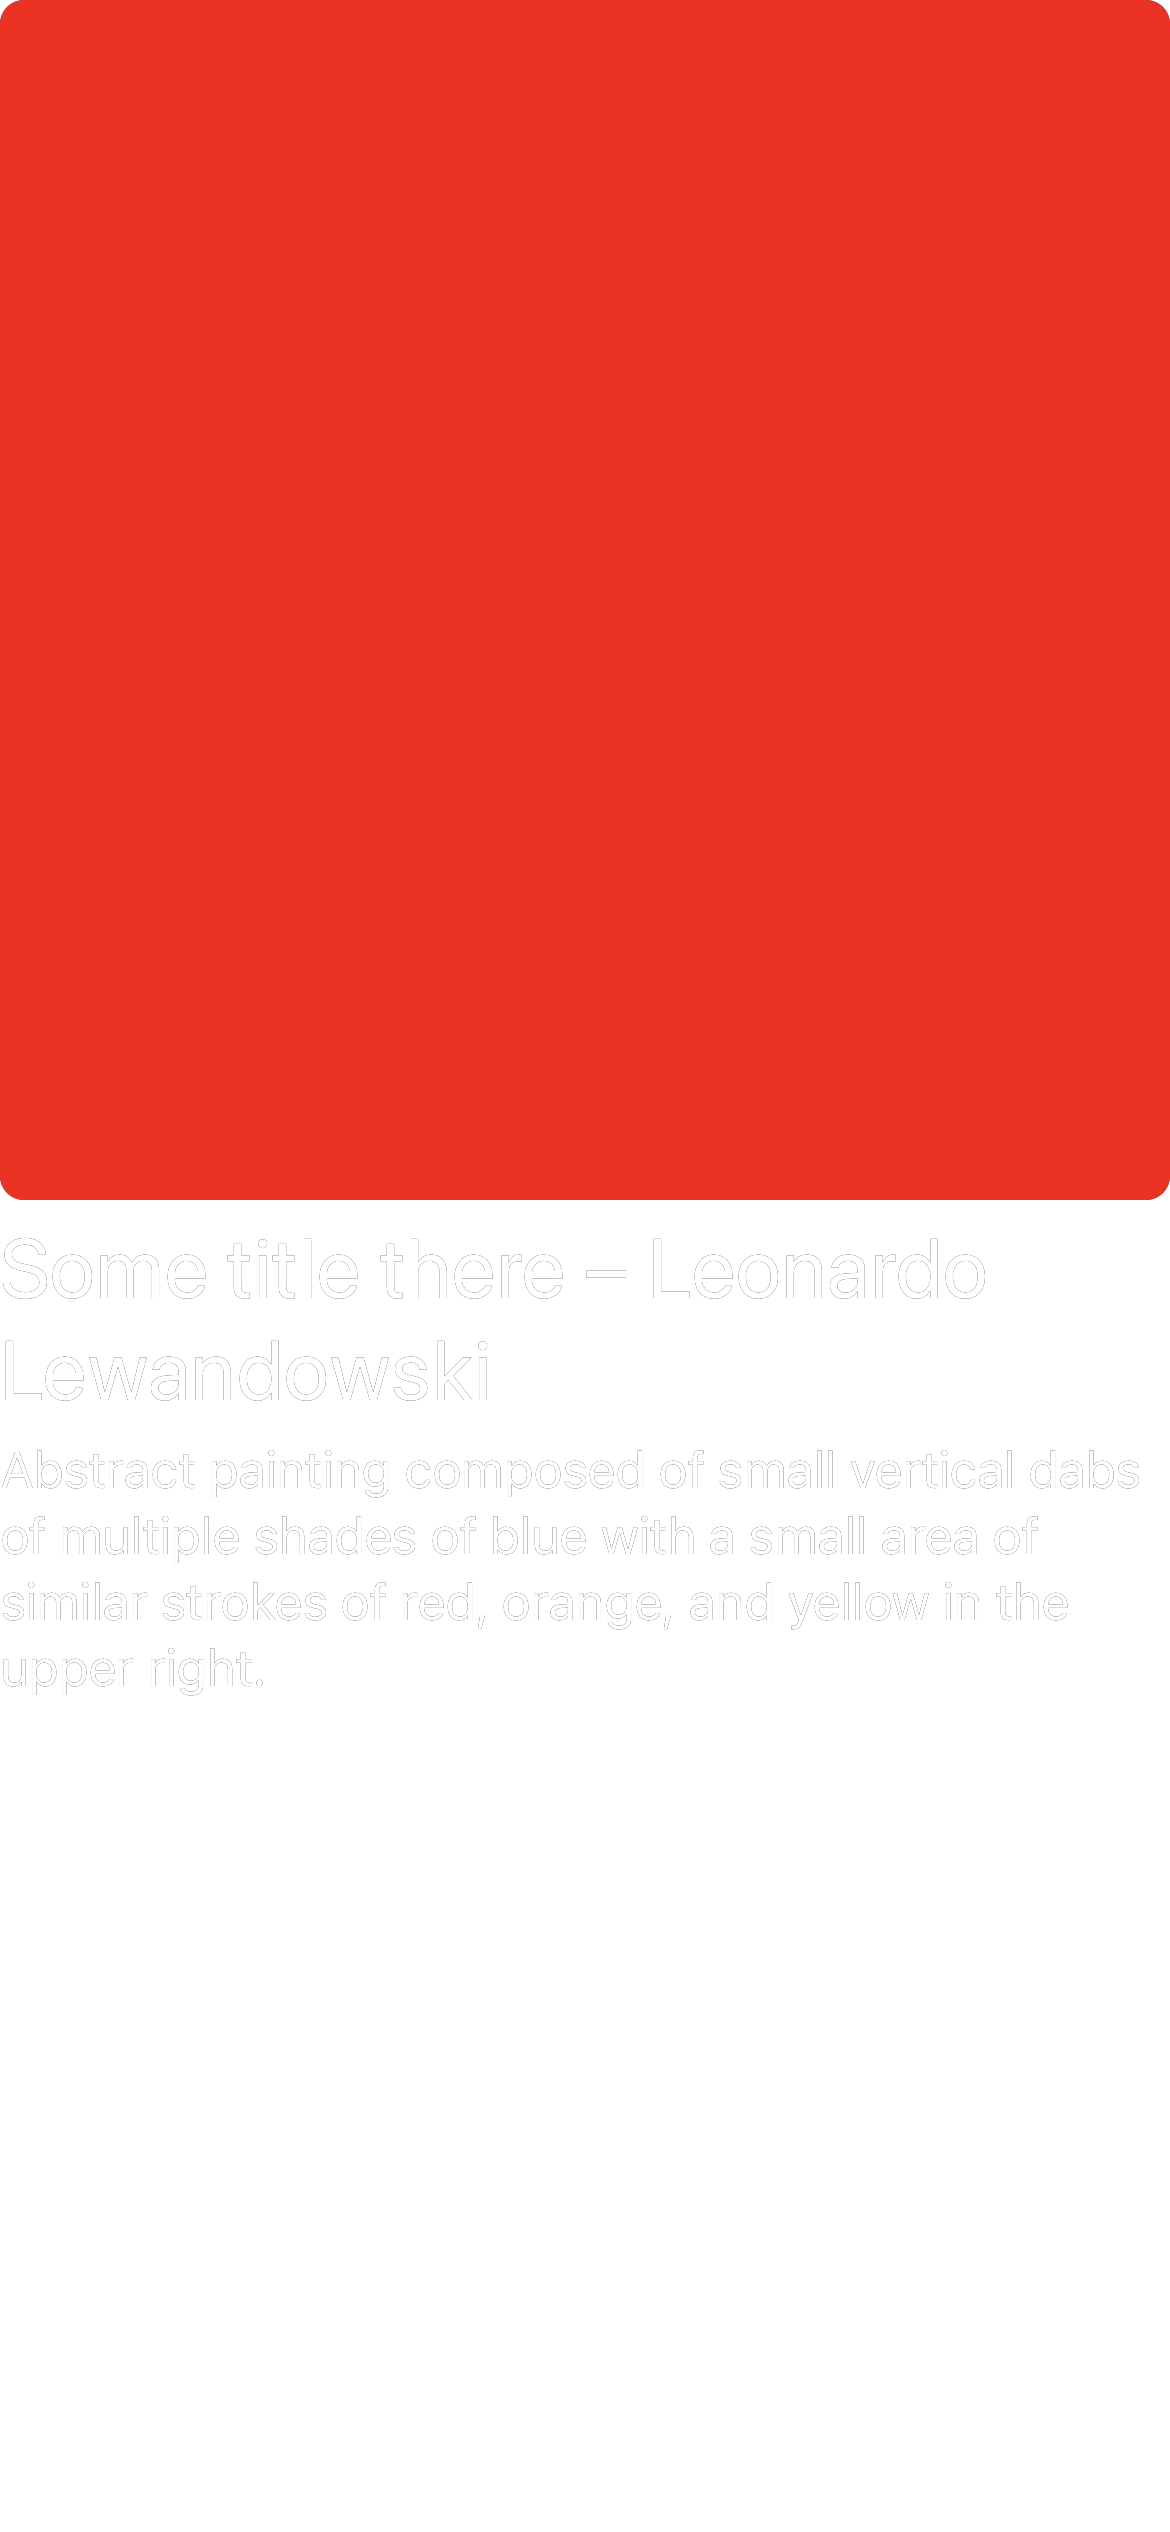 Some title there – Leonardo
Lewandowski
Abstract painting composed of small vertical dabs
of multiple shades of blue with a small area of
similar strokes of red, orange, and yellow in the
upper right.